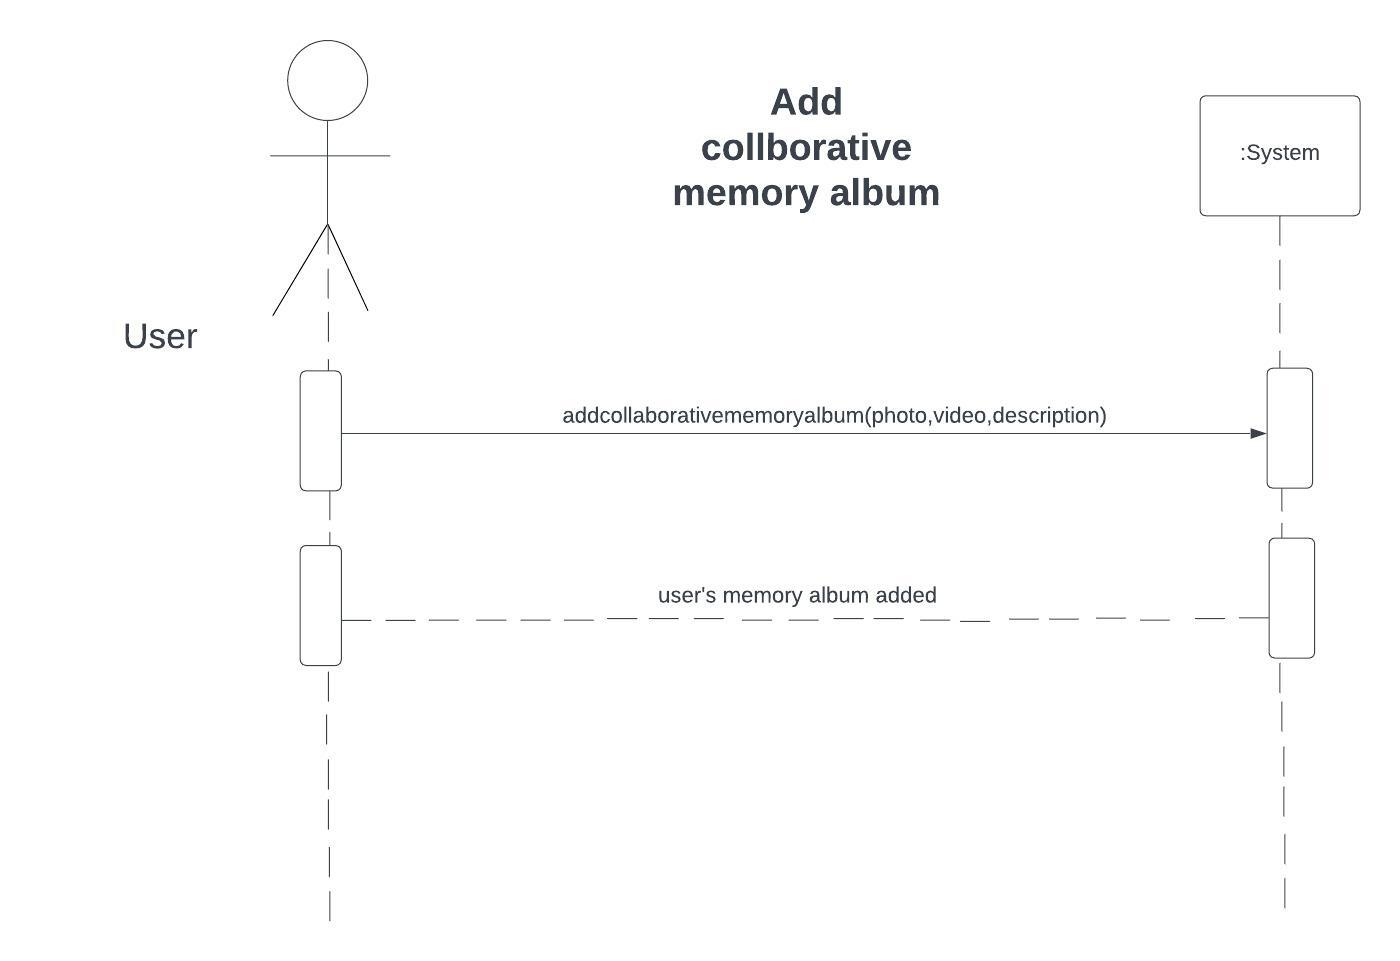 Add
collborative
memory album
:System
User
addcollaborativememoryalbum(photo,video,description)
user's memory album added